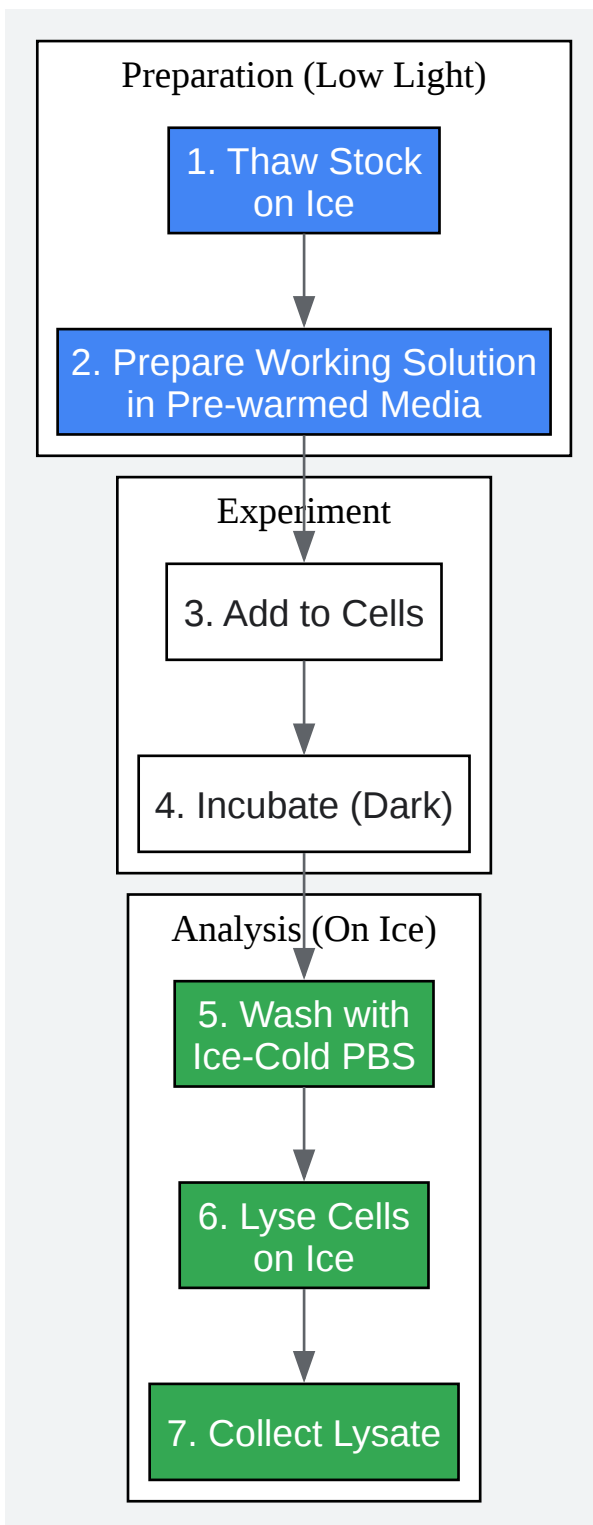 Preparation (Low Light)
1. Thaw Stock
on Ice
2. Prepare Working Solution
in Pre-warmed Media
Experiment
3. Add to Cells
4. Incubate (Dark)
Analysis (On Ice)
5. Wash with
Ice-Cold PBS
6. Lyse Cells
on Ice
7. Collect Lysate